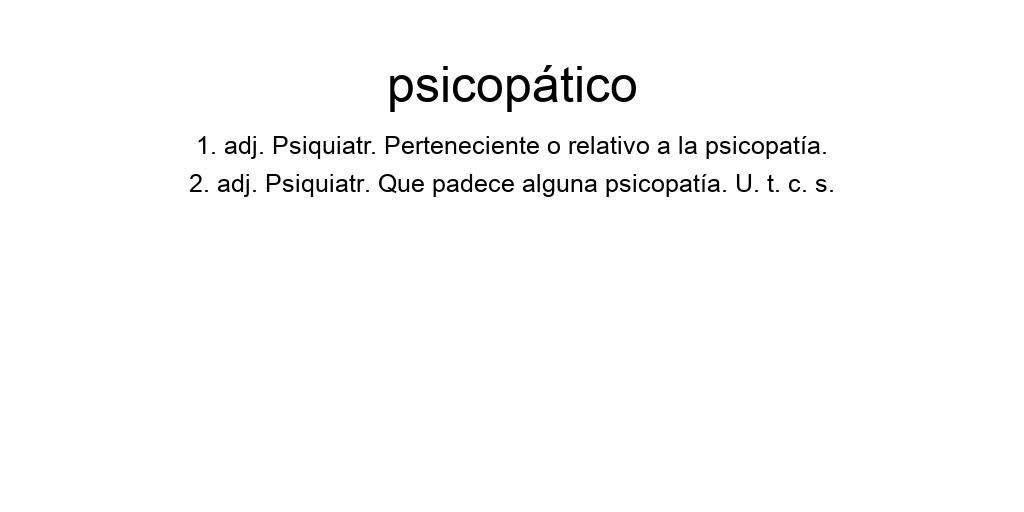 psicopático
1. adj. Psiquiatr. Perteneciente o relativo a la psicopatía.
2. adj. Psiquiatr. Que padece alguna psicopatía. U. t. c. s.